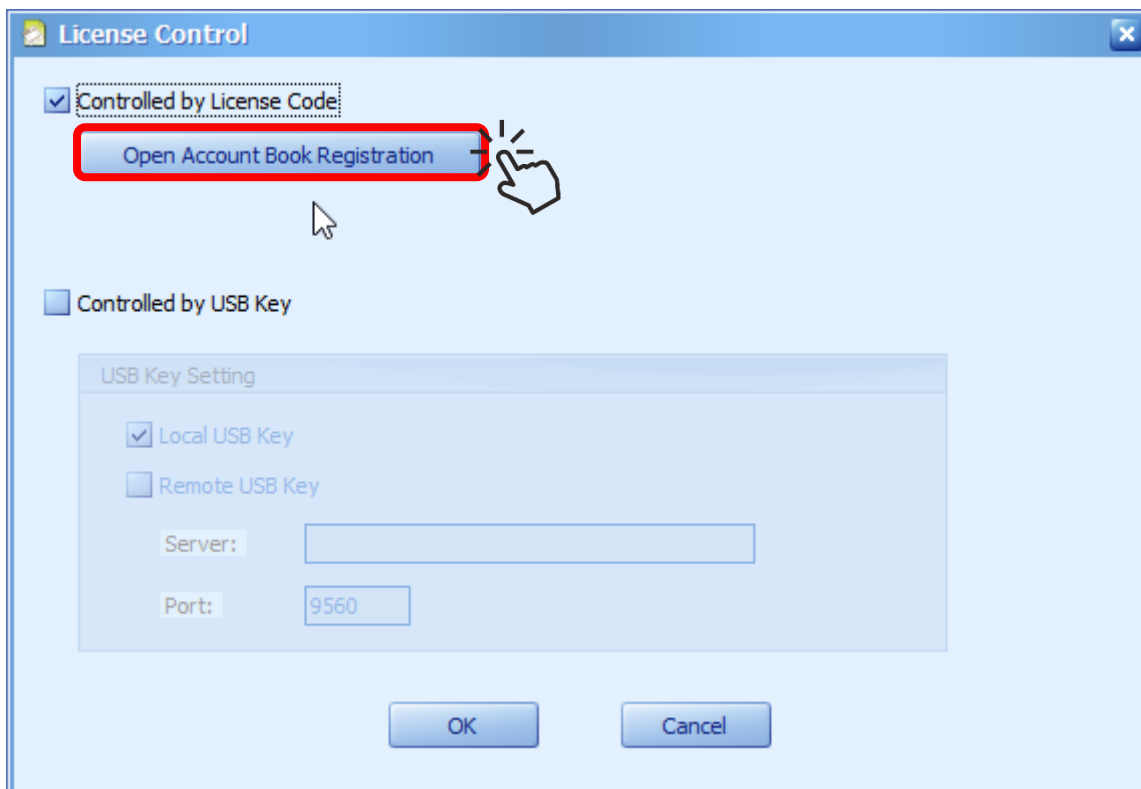 License Control
Controlled by License Code
Open Account Book Registration
Controlled by USB Key
USB Key Setting
Local USB Key
Remote USB Key
Server:
Port: 9560
OK Cancel